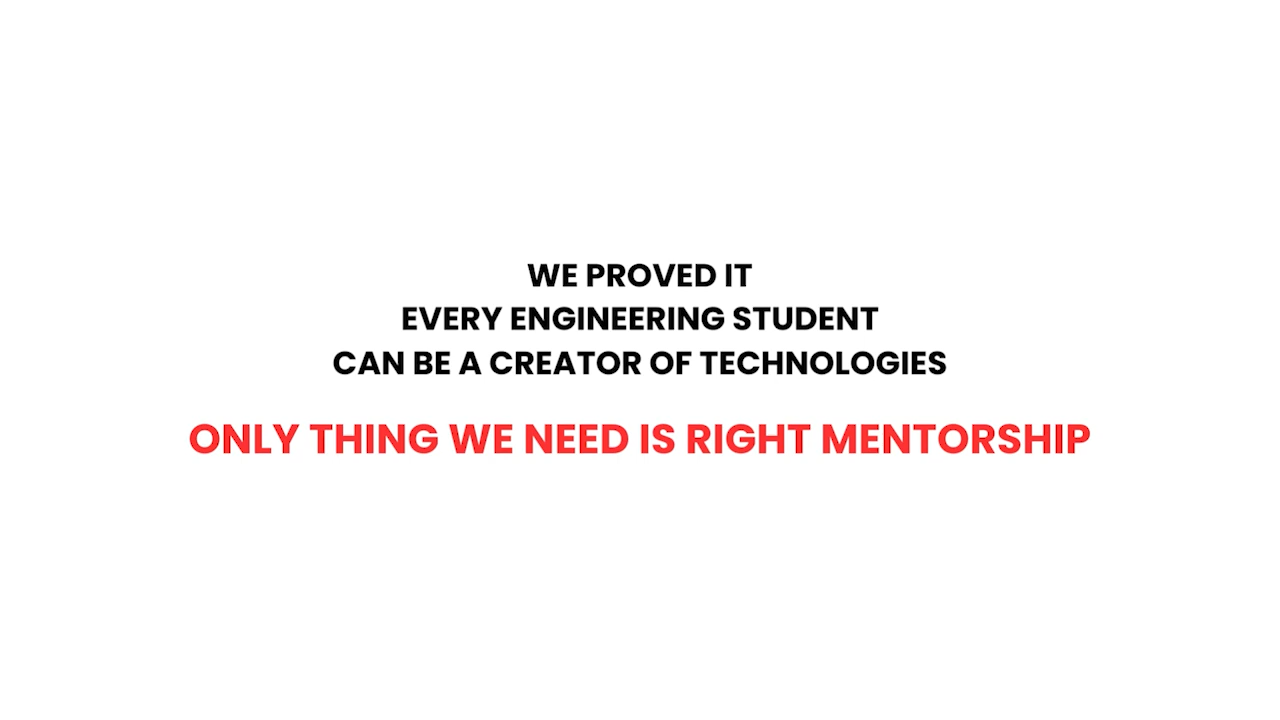 WE PROVED IT
EVERY ENGINEERING STUDENT
CAN BE A CREATOR OF TECHNOLOGIES
ONLY THING WE NEED IS RIGHT MENTORSHIP